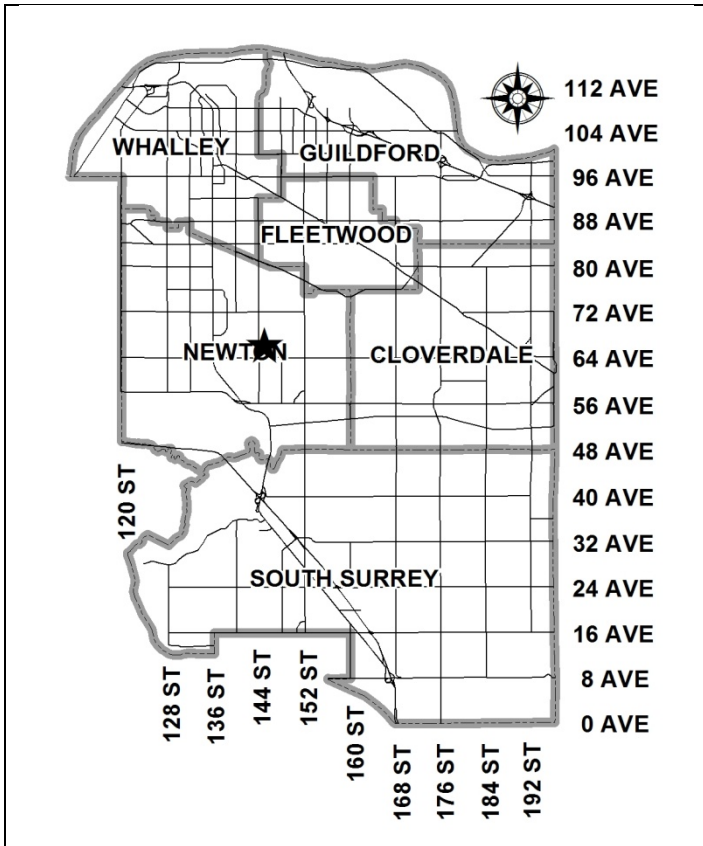 112 AVE
104 AVE
WHALLEY
GUILDFORD
96 AVE
88 AVE
FLEETWOOD
80 AVE
72 AVE
NEWTON
CLOVERDALE
64 AVE
56 AVE
48 AVE
120 ST
40 AVE
32 AVE
SOUTH SURREY
24 AVE
16 AVE
128 ST
136 ST
144 ST
152 ST
160 ST
8 AVE
0 AVE
168 ST
176 ST
184 ST
192 ST